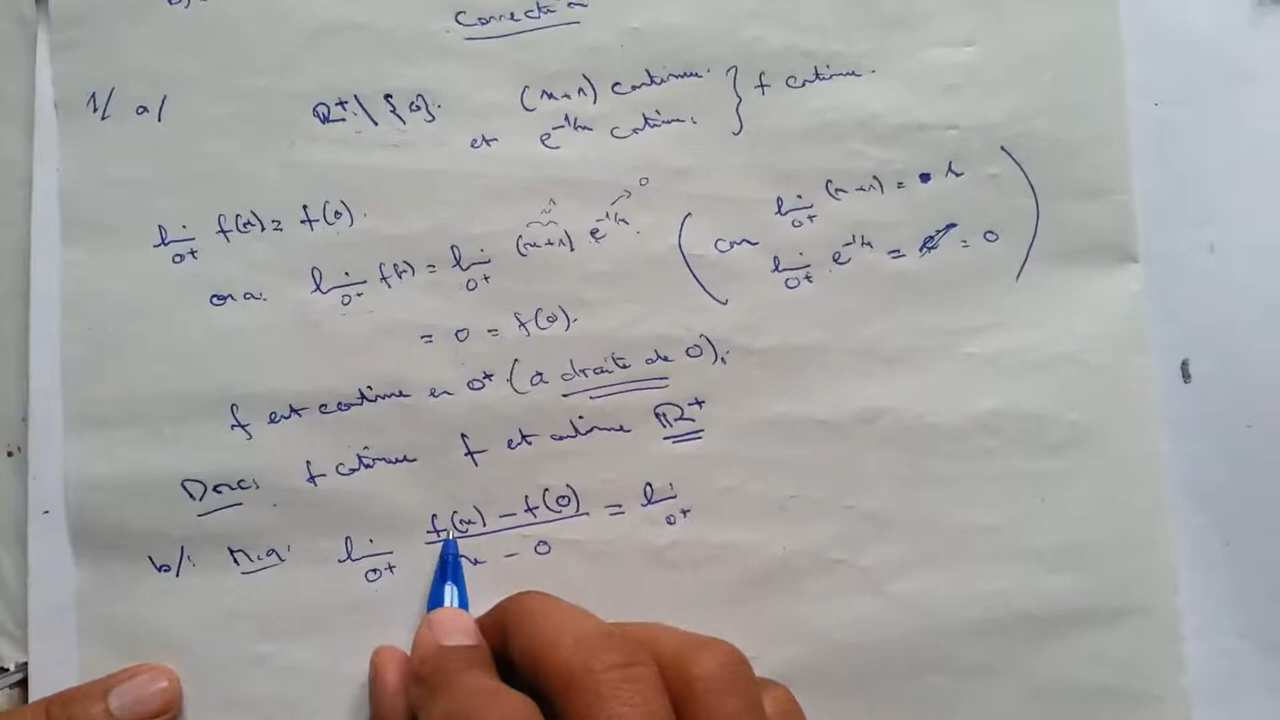 Correction
1/ a/ ℝ⁺\{0}. (x+1) continue. } f continue.
et e^(-1/x) continue.
lim 0⁺ f(x) = f(0).
on a: lim 0⁺ f(x) = lim 0⁺ (x+1) e^(-1/x) → 0 ( car lim 0⁺ (x+1) = 1
lim 0⁺ e^(-1/x) = = 0 )
= 0 = f(0).
f est continue en 0⁺ (à droite de 0).
Donc f continue f est continue ℝ⁺
b/: M.q: lim 0⁺ (f(x) - f(0))/(x - 0) = lim 0⁺